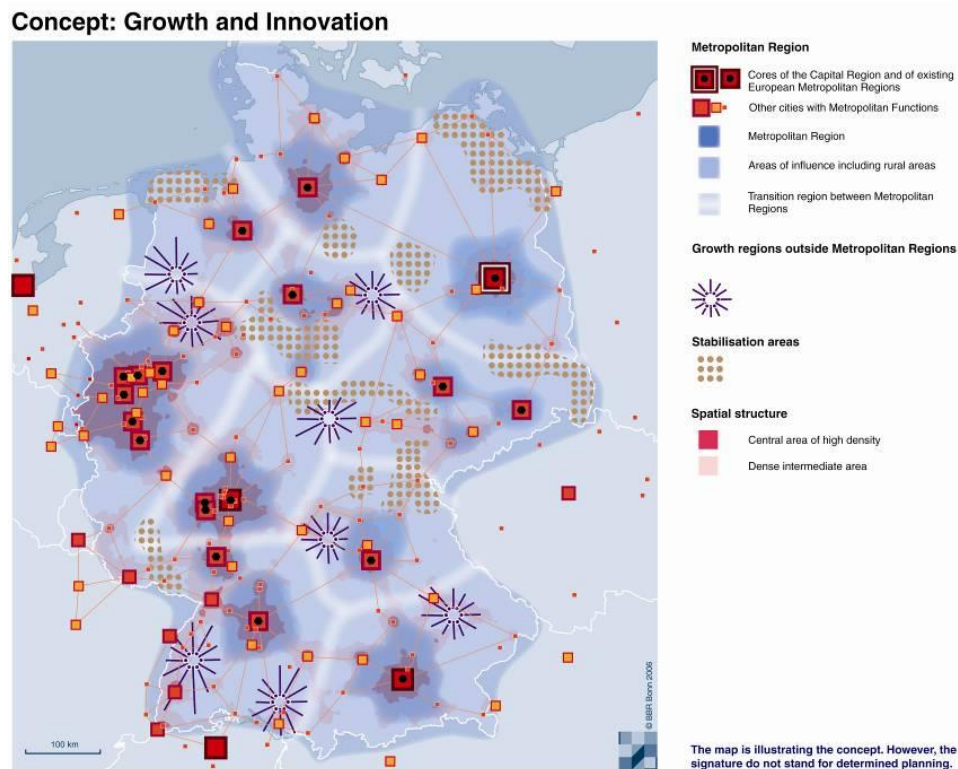 Concept: Growth and Innovation
Metropolitan Region
Cores of the Capital Region and of existing
European Metropolitan Regions
Other cities with Metropolitan Functions
Metropolitan Region
Areas of influence including rural areas
Transition region between Metropolitan
Regions
Growth regions outside Metropolitan Regions
Stabilisation areas
Spatial structure
Central area of high density
Dense intermediate area
100 km
© BBR Bonn 2006
The map is illustrating the concept. However, the
signature do not stand for determined planning.